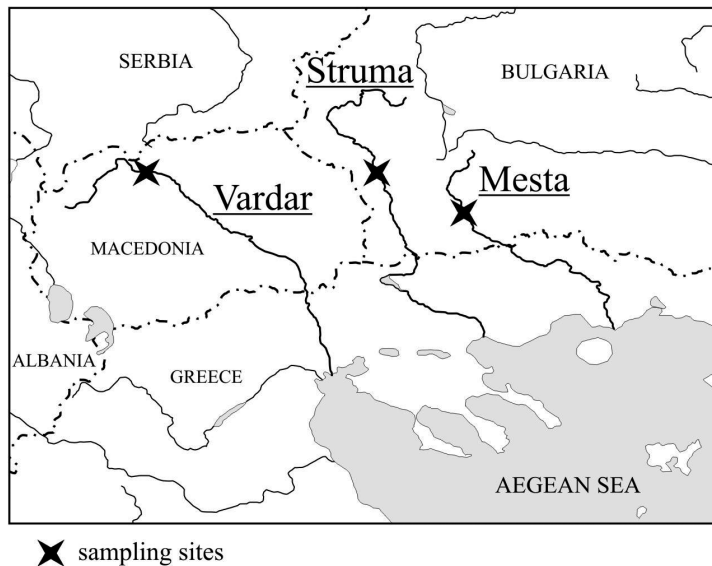 SERBIA
Struma
BULGARIA
Vardar
Mesta
MACEDONIA
ALBANIA
GREECE
AEGEAN SEA
sampling sites